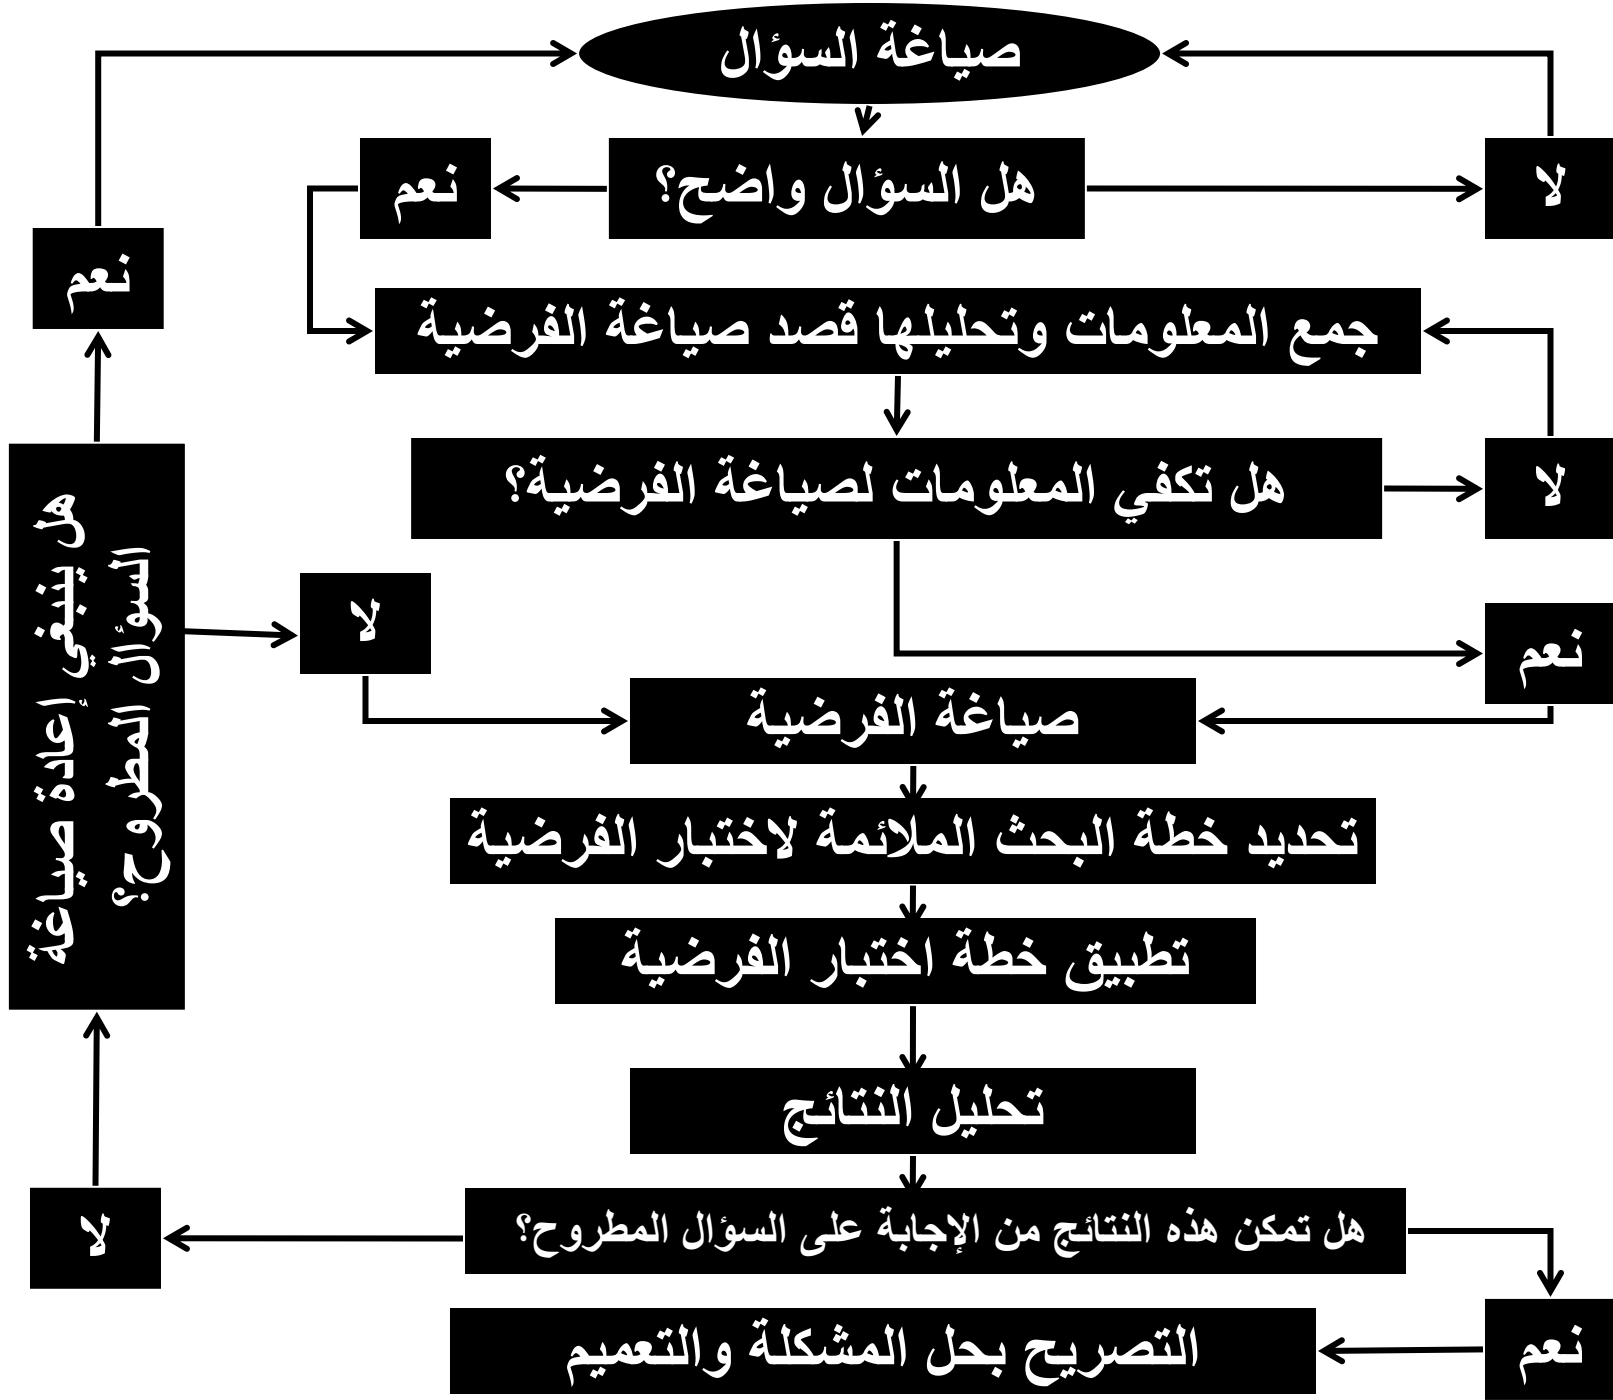 صياغة السؤال
هل السؤال واضح؟
لا
نعم
نعم
جمع المعلومات وتحليلها قصد صياغة الفرضية
هل تكفي المعلومات لصياغة الفرضية؟
لا
نعم
هل ينبغي إعادة صياغة
السؤال المطروح؟
لا
صياغة الفرضية
تحديد خطة البحث الملائمة لاختبار الفرضية
تطبيق خطة اختبار الفرضية
تحليل النتائج
هل تمكن هذه النتائج من الإجابة على السؤال المطروح؟
لا
نعم
التصريح بحل المشكلة والتعميم